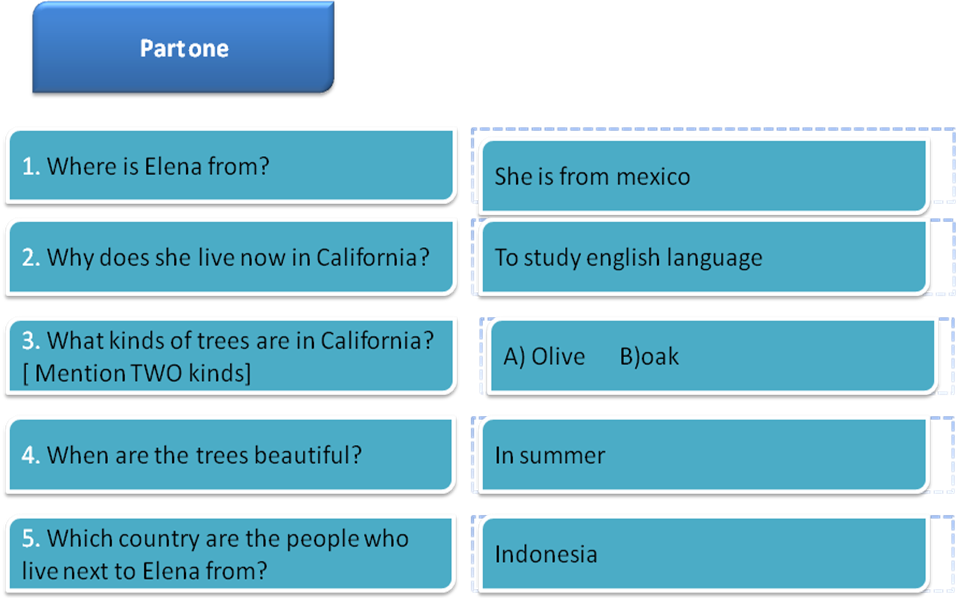 Part one
1. Where is Elena from?
She is from mexico
2. Why does she live now in California?
To study english language
3. What kinds of trees are in California?
[ Mention TWO kinds]
A) Olive B)oak
4. When are the trees beautiful?
In summer
5. Which country are the people who
live next to Elena from?
Indonesia